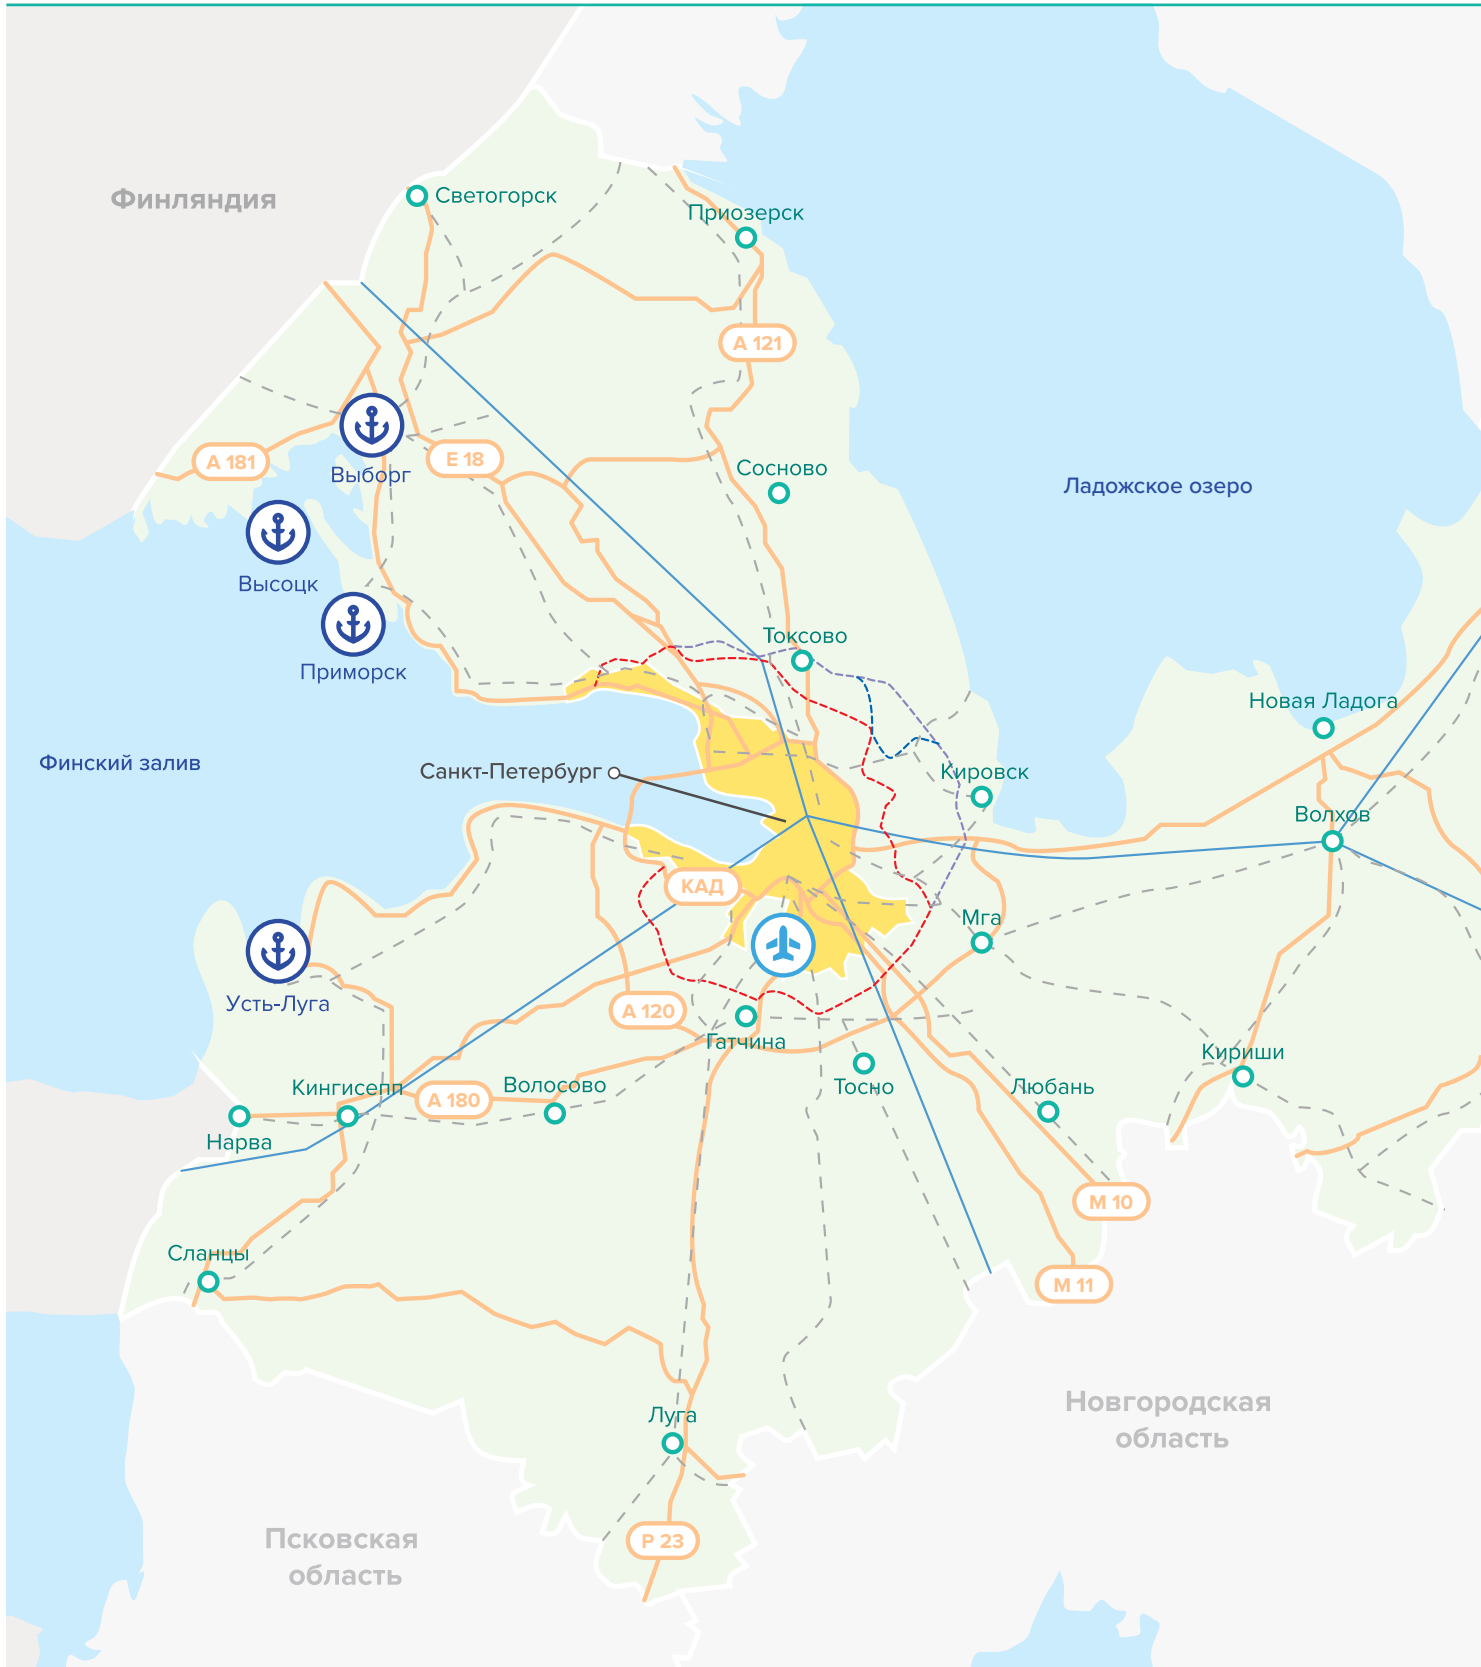 Финляндия
Светогорск
Приозерск
А 121
А 181
Е 18
Выборг
Сосново
Ладожское озеро
Высоцк
Приморск
Токсово
Новая Ладога
Финский залив
Санкт-Петербург
Кировск
Волхов
КАД
Мга
Усть-Луга
А 120
Гатчина
Кириши
Кингисепп
А 180
Волосово
Тосно
Любань
Нарва
М 10
Сланцы
М 11
Новгородская
область
Луга
Псковская
область
Р 23